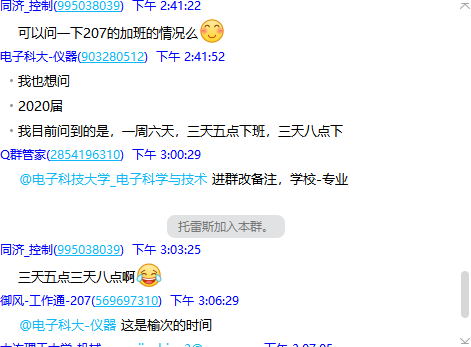 同济_控制(995038039) 下午 2:41:22
可以问一下207的加班的情况么
电子科大-仪器(903280512) 下午 2:41:52
・我也想问
・2020届
・我目前问到的是，一周六天，三天五点下班，三天八点下
Q群管家(2854196310) 下午 3:00:29
@电子科技大学_电子科学与技术 进群改备注，学校-专业
托雷斯加入本群。
同济_控制(995038039) 下午 3:03:25
三天五点三天八点啊
御风-工作通-207(569697310) 下午 3:06:29
@电子科大-仪器 这是榆次的时间